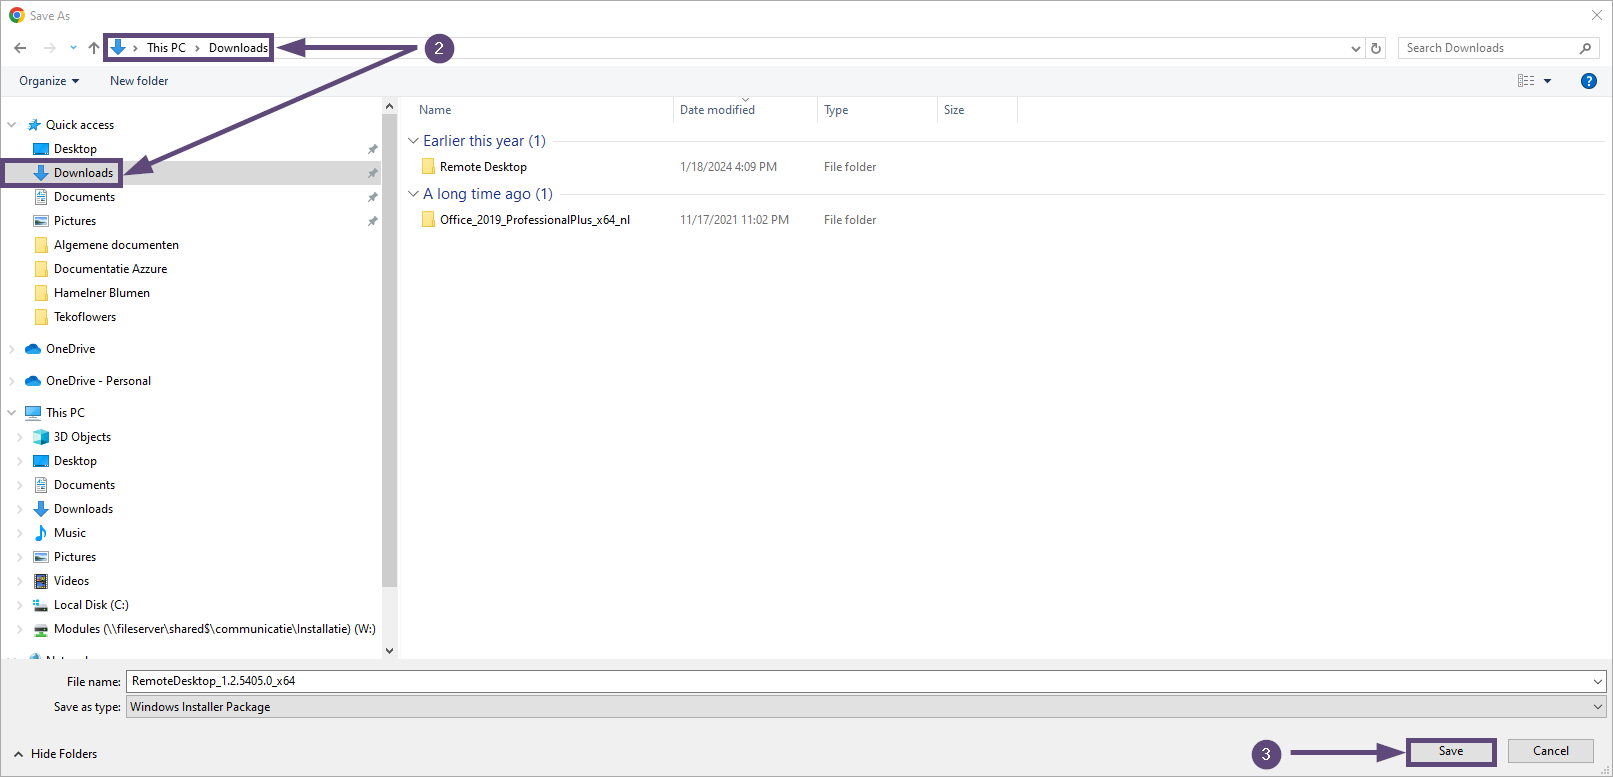 Save As
This PC > Downloads
2
Search Downloads
Organize
New folder
?
Name
Date modified
Type
Size
Quick access
Desktop
Downloads
Documents
Pictures
Algemene documenten
Documentatie Azzure
Hamelner Blumen
Tekoflowers
OneDrive
OneDrive - Personal
This PC
3D Objects
Desktop
Documents
Downloads
Music
Pictures
Videos
Local Disk (C:)
Modules (\\fileserver\shared$\communicatie\Installatie) (W:)
Earlier this year (1)
Remote Desktop 1/18/2024 4:09 PM File folder
A long time ago (1)
Office_2019_ProfessionalPlus_x64_nl 11/17/2021 11:02 PM File folder
File name: RemoteDesktop_1.2.5405.0_x64
Save as type: Windows Installer Package
Hide Folders
3
Save
Cancel